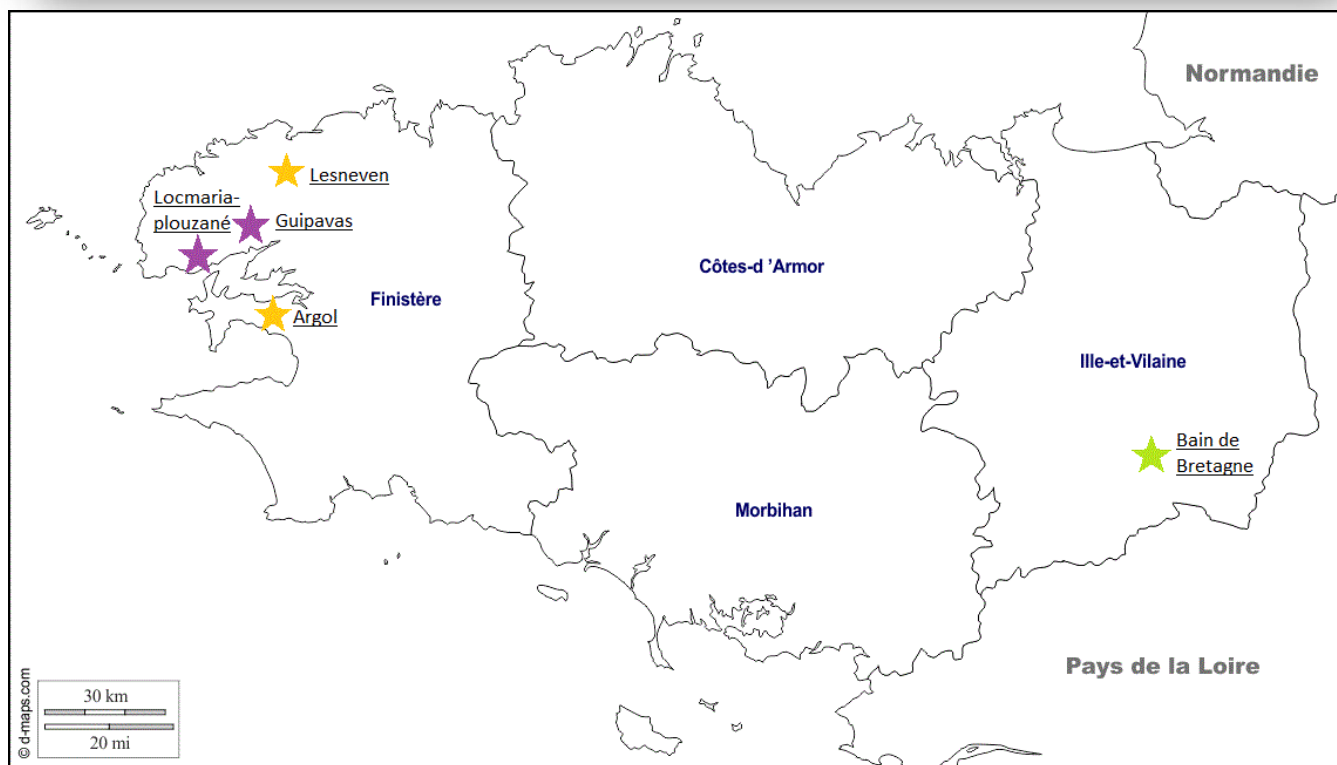 Normandie
Lesneven
Locmaria-
plouzané
Guipavas
Côtes-d 'Armor
Finistère
Argol
Ille-et-Vilaine
Bain de
Bretagne
Morbihan
Pays de la Loire
30 km
20 mi
© d-maps.com